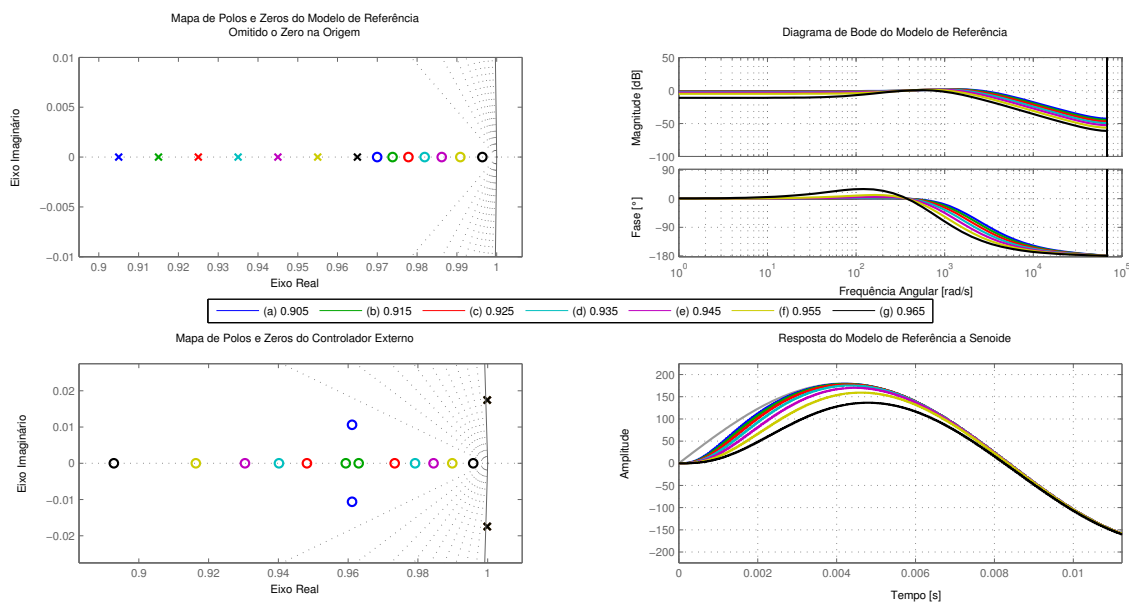 Mapa de Polos e Zeros do Modelo de Referência
Omitido o Zero na Origem
0.01
0.005
0
−0.005
−0.01
Eixo Imaginário
0.9 0.91 0.92 0.93 0.94 0.95 0.96 0.97 0.98 0.99 1
Eixo Real
Diagrama de Bode do Modelo de Referência
50
0
−50
−100
Magnitude [dB]
90
0
−90
−180
Fase [°]
10^0 10^1 10^2 10^3 10^4 10^5
Frequência Angular [rad/s]
(a) 0.905 (b) 0.915 (c) 0.925 (d) 0.935 (e) 0.945 (f) 0.955 (g) 0.965
Mapa de Polos e Zeros do Controlador Externo
0.02
0.01
0
−0.01
−0.02
Eixo Imaginário
0.9 0.92 0.94 0.96 0.98 1
Eixo Real
Resposta do Modelo de Referência a Senoide
200
150
100
50
0
−50
−100
−150
−200
Amplitude
0 0.002 0.004 0.006 0.008 0.01
Tempo [s]